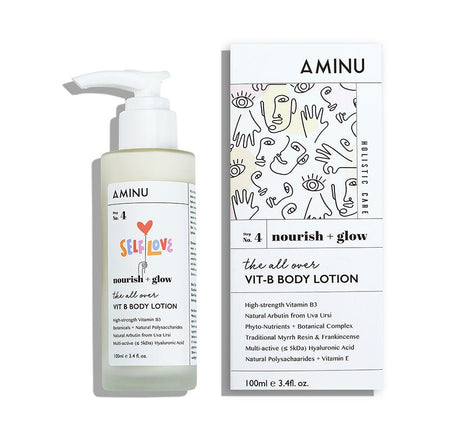 AMINU
Step
No. 4
SELF LOVE
nourish + glow
the all over
VIT B BODY LOTION
High-strength Vitamin B3
Botanicals + Natural Polysaccharides
Natural Arbutin from Uva Ursi
Multi-active (≤ 5kDa) Hyaluronic Acid
100ml e 3.4 fl. oz.
AMINU
HOLISTIC CARE
Step
No. 4
nourish + glow
the all over
VIT-B BODY LOTION
High-strength Vitamin B3
Natural Arbutin from Uva Ursi
Phyto-Nutrients + Botanical Complex
Traditional Myrrh Resin & Frankincense
Multi-active (≤ 5kDa) Hyaluronic Acid
Natural Polysachaarides + Vitamin E
100ml e 3.4fl. oz.